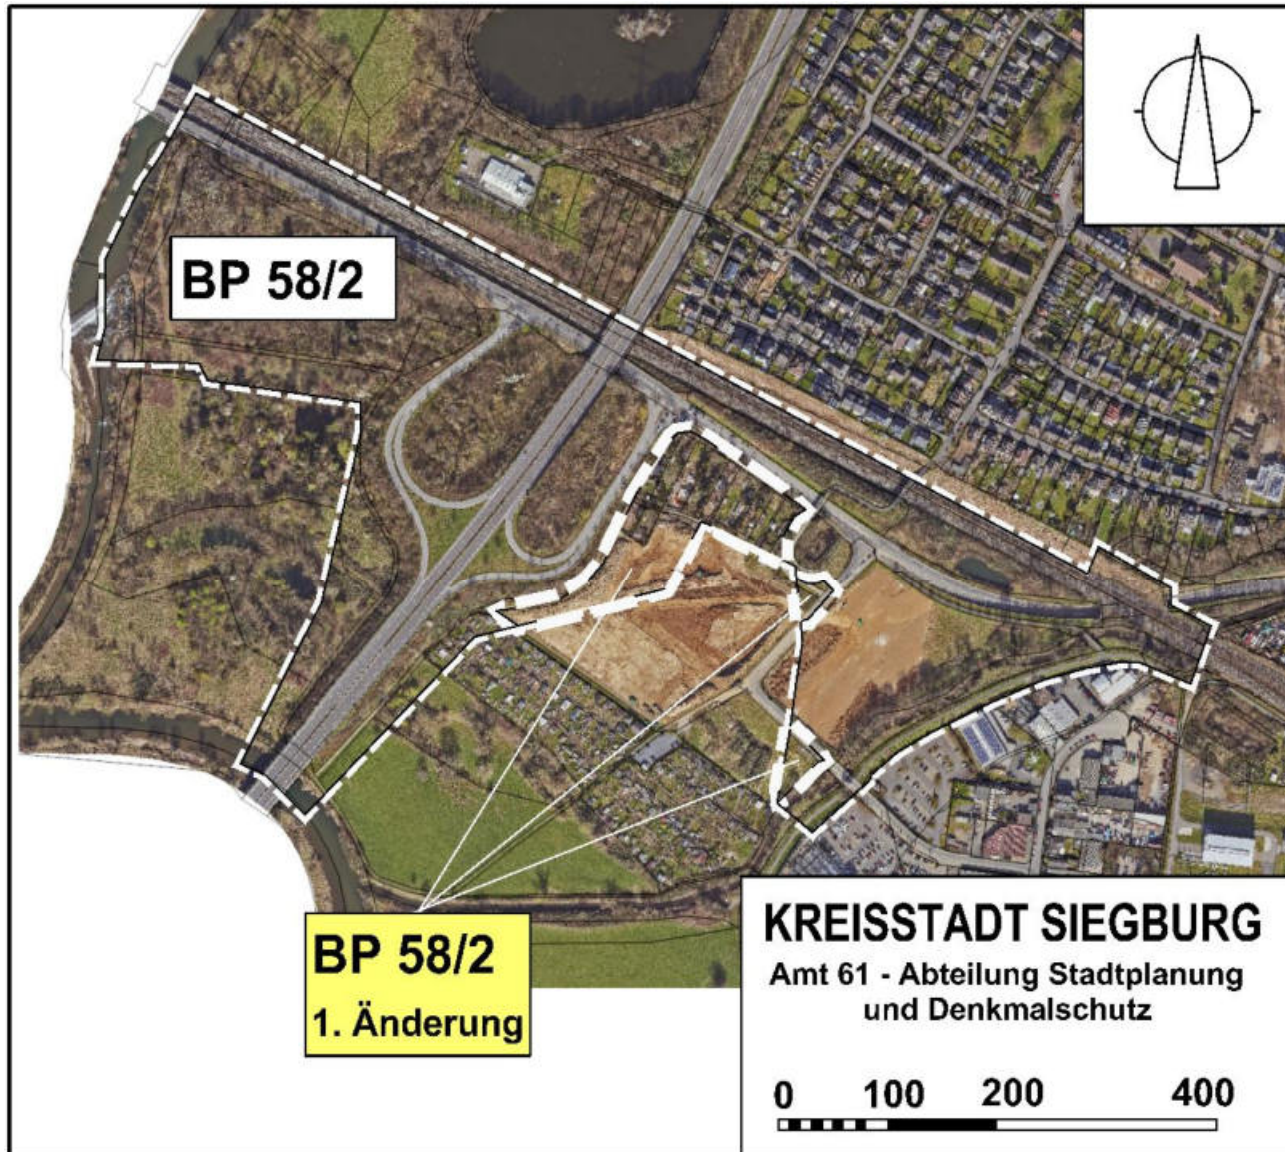 BP 58/2
BP 58/2
1. Änderung
KREISSTADT SIEGBURG
Amt 61 - Abteilung Stadtplanung
und Denkmalschutz
0 100 200 400